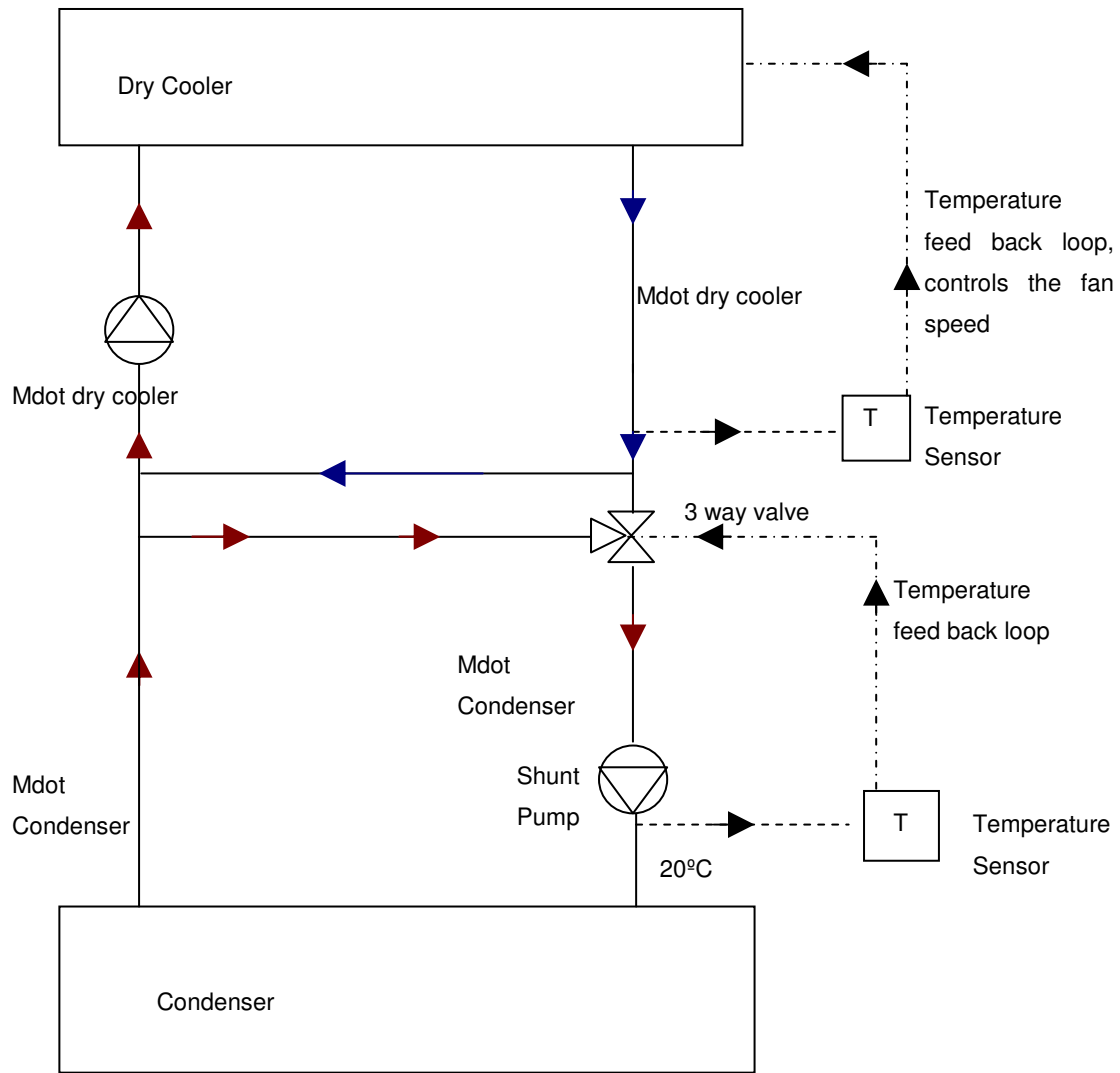 Dry Cooler
Temperature
feed back loop,
controls the fan
speed
Mdot dry cooler
Mdot dry cooler
T
Temperature
Sensor
3 way valve
Temperature
feed back loop
Mdot
Condenser
Shunt
Pump
Mdot
Condenser
T
Temperature
Sensor
20ºC
Condenser